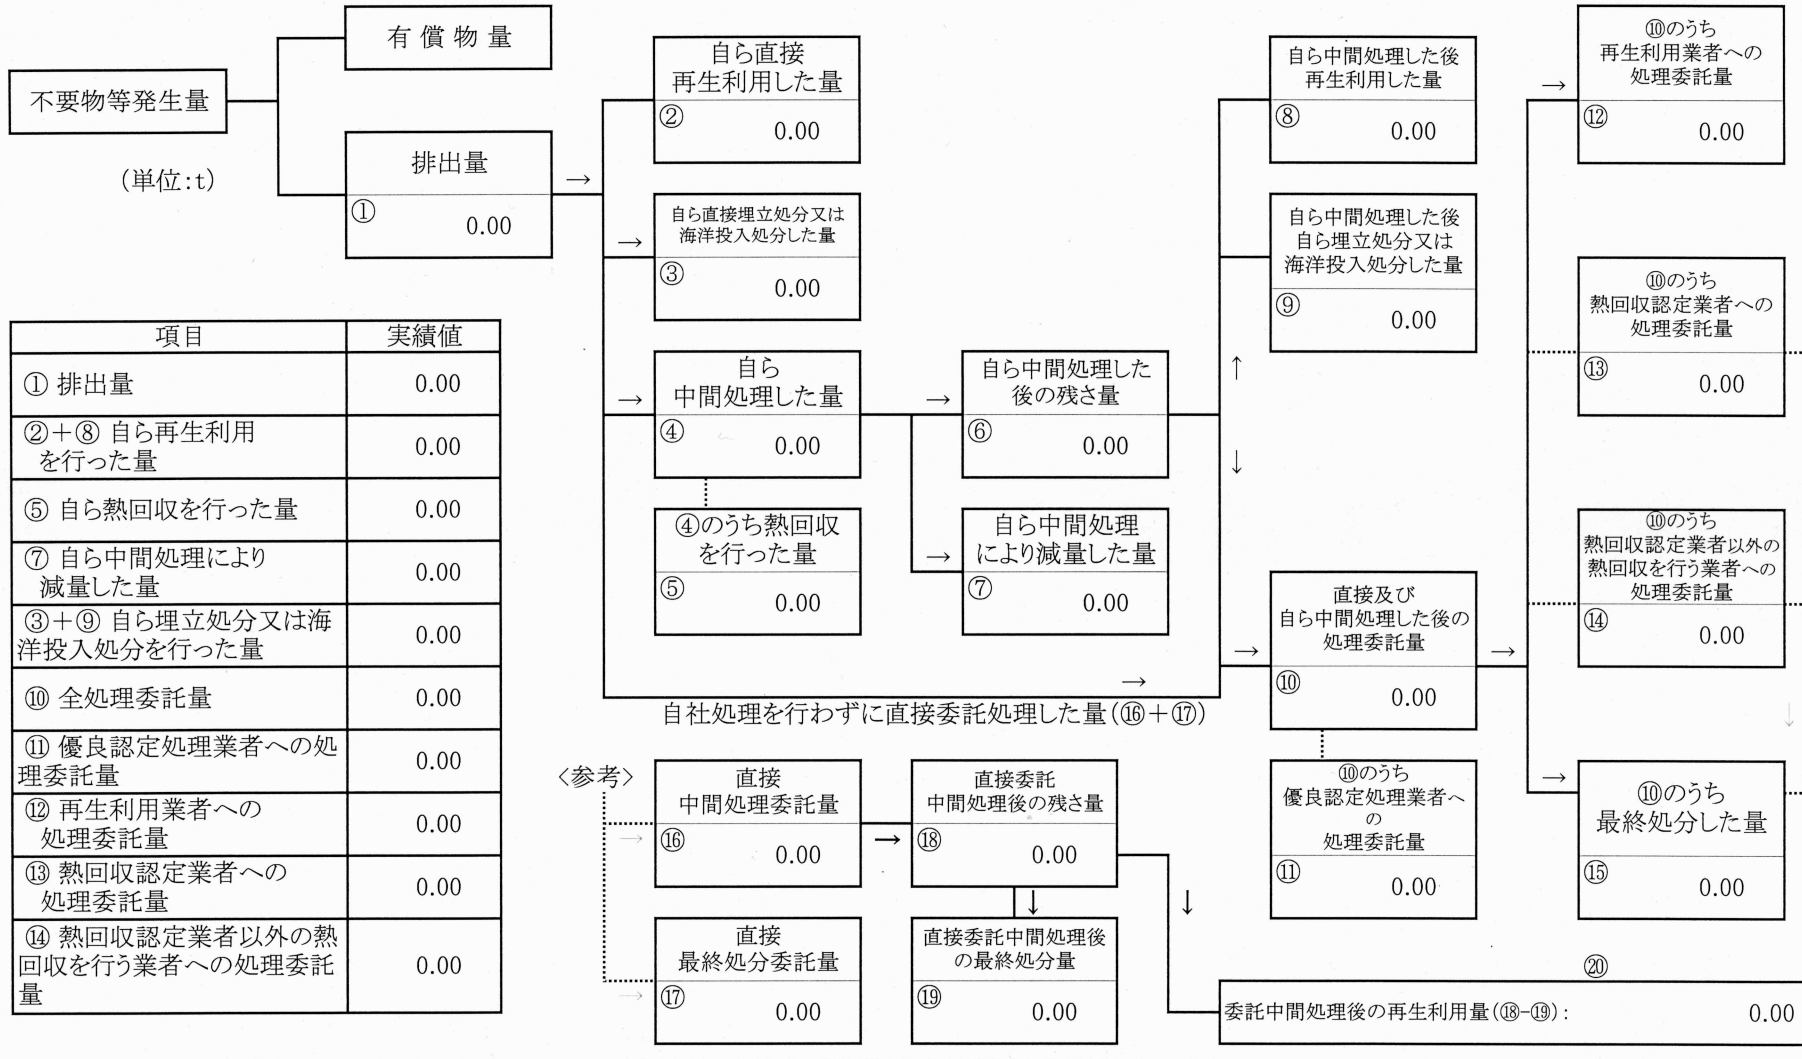 有償物量
不要物等発生量
(単位:t)
排出量
①
0.00
→
自ら直接
再生利用した量
②
0.00
→
自ら直接埋立処分又は
海洋投入処分した量
③
0.00
→
自ら
中間処理した量
④
0.00
④のうち熱回収
を行った量
⑤
0.00
→
自ら中間処理した
後の残さ量
⑥
0.00
→
自ら中間処理
により減量した量
⑦
0.00
↑
↓
自ら中間処理した後
再生利用した量
⑧
0.00
自ら中間処理した後
自ら埋立処分又は
海洋投入処分した量
⑨
0.00
→
自社処理を行わずに直接委託処理した量(⑯+⑰)
→
直接及び
自ら中間処理した後の
処理委託量
⑩
0.00
→
⑩のうち
優良認定処理業者へ
の
処理委託量
⑪
0.00
→
⑩のうち
再生利用業者への
処理委託量
⑫
0.00
⑩のうち
熱回収認定業者への
処理委託量
⑬
0.00
⑩のうち
熱回収認定業者以外の
熱回収を行う業者への
処理委託量
⑭
0.00
↓
→
⑩のうち
最終処分した量
⑮
0.00
項目 実績値
① 排出量 0.00
②+⑧ 自ら再生利用
を行った量 0.00
⑤ 自ら熱回収を行った量 0.00
⑦ 自ら中間処理により
減量した量 0.00
③+⑨ 自ら埋立処分又は海
洋投入処分を行った量 0.00
⑩ 全処理委託量 0.00
⑪ 優良認定処理業者への処
理委託量 0.00
⑫ 再生利用業者への
処理委託量 0.00
⑬ 熱回収認定業者への
処理委託量 0.00
⑭ 熱回収認定業者以外の熱
回収を行う業者への処理委託
量 0.00
<参考>
→
直接
中間処理委託量
⑯
0.00
→
直接
最終処分委託量
⑰
0.00
→
直接委託
中間処理後の残さ量
⑱
0.00
↓
直接委託中間処理後
の最終処分量
⑲
0.00
↓
⑳
委託中間処理後の再生利用量(⑱-⑲): 0.00